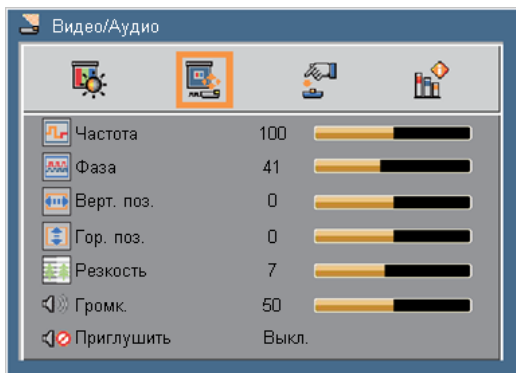 Видео/Аудио
Частота 100
Фаза 41
Верт. поз. 0
Гор. поз. 0
Резкость 7
Громк. 50
Приглушить Выкл.